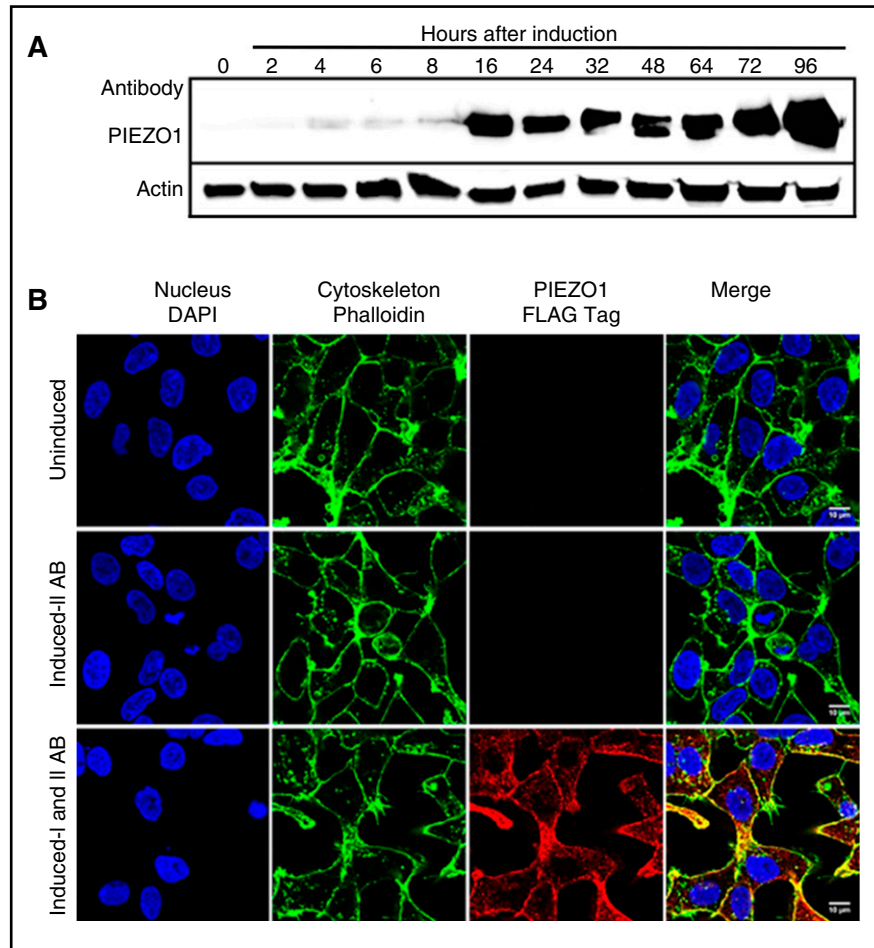 A
Hours after induction
0 2 4 6 8 16 24 32 48 64 72 96
Antibody
PIEZO1
Actin
B
Nucleus
DAPI
Cytoskeleton
Phalloidin
PIEZO1
FLAG Tag
Merge
Uninduced
10 µm
Induced-II AB
10 µm
Induced-I and II AB
10 µm